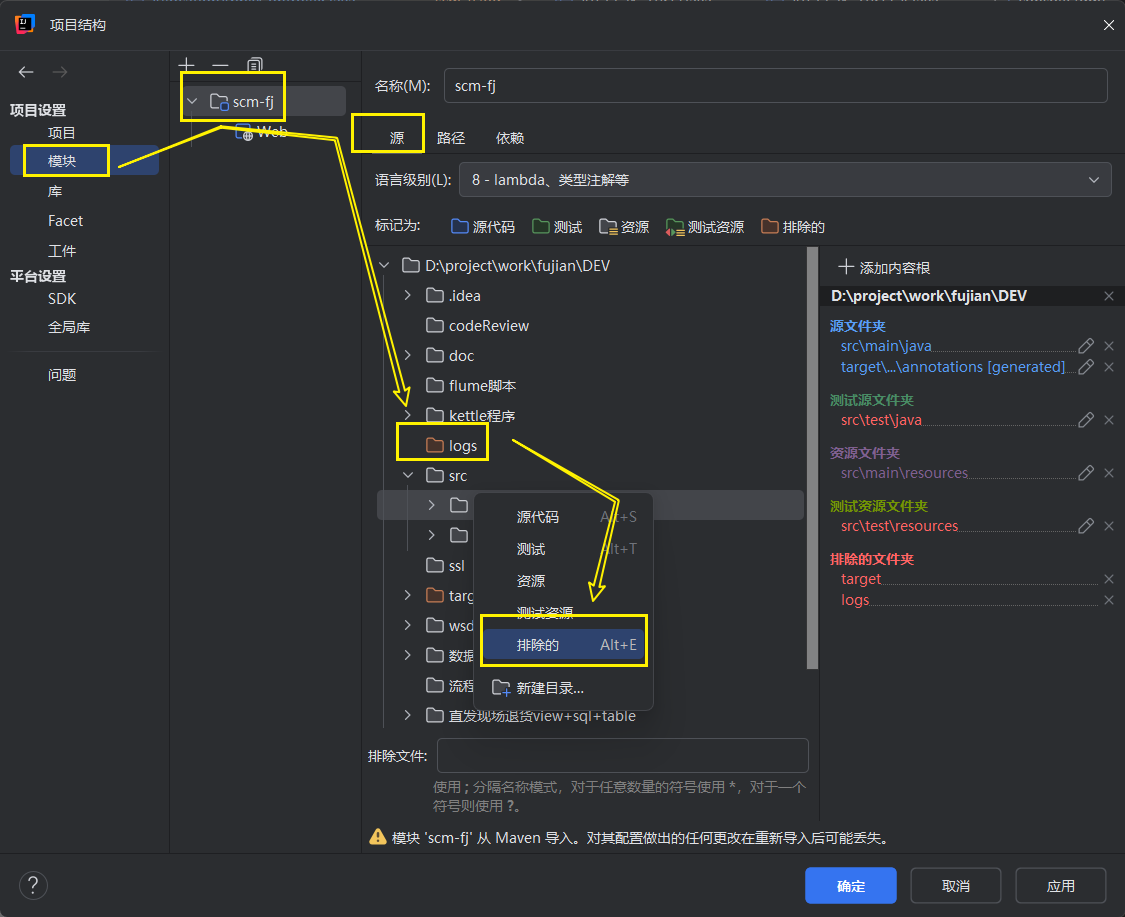 项目结构
项目设置
项目
模块
库
Facet
工件
平台设置
SDK
全局库
问题
scm-fj
Web
名称(M):
scm-fj
源
路径
依赖
语言级别(L):
8 - lambda、类型注解等
标记为:
源代码
测试
资源
测试资源
排除的
D:\project\work\fujian\DEV
.idea
codeReview
doc
flume脚本
kettle程序
logs
src
ssl
targ
wsd
数据
流程
直发现场退货view+sql+table
源代码 Alt+S
测试 Alt+T
资源
测试资源
排除的 Alt+E
新建目录...
添加内容根
D:\project\work\fujian\DEV
源文件夹
src\main\java
target\...\annotations [generated]
测试源文件夹
src\test\java
资源文件夹
src\main\resources
测试资源文件夹
src\test\resources
排除的文件夹
target
logs
排除文件:
使用 ; 分隔名称模式，对于任意数量的符号使用 *，对于一个
符号则使用 ?。
模块 'scm-fj' 从 Maven 导入。对其配置做出的任何更改在重新导入后可能丢失。
?
确定
取消
应用